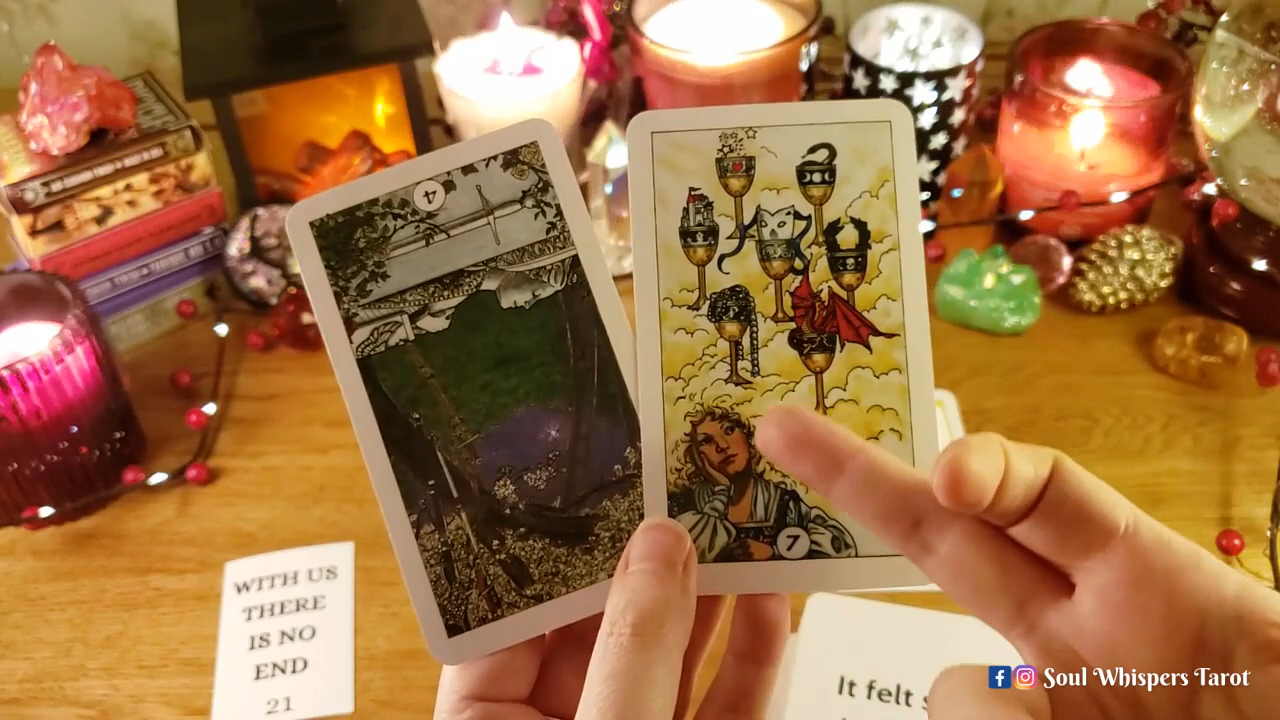 4
7
WITH US
THERE
IS NO
END
21
It felt
Soul Whispers Tarot